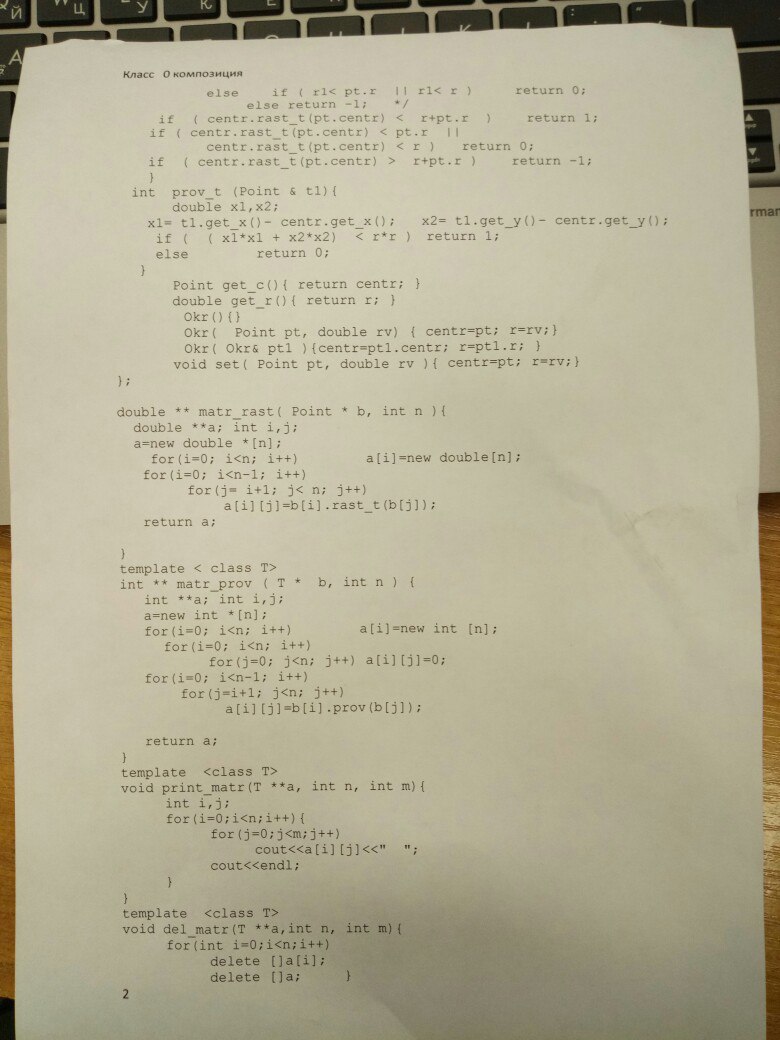 Й
Ц
У
К
rman
Класс О композиция
else if ( r1< pt.r || r1< r ) return 0;
else return -1; */
if ( centr.rast_t(pt.centr) < r+pt.r ) return 1;
if ( centr.rast_t(pt.centr) < pt.r ||
centr.rast_t(pt.centr) < r ) return 0;
if ( centr.rast_t(pt.centr) > r+pt.r ) return -1;
}
int prov_t (Point & t1){
double x1,x2;
x1= t1.get_x()- centr.get_x(); x2= t1.get_y()- centr.get_y();
if ( ( x1*x1 + x2*x2) < r*r ) return 1;
else return 0;
}
Point get_c(){ return centr; }
double get_r(){ return r; }
Okr(){}
Okr( Point pt, double rv) { centr=pt; r=rv;}
Okr( Okr& pt1 ){centr=pt1.centr; r=pt1.r; }
void set( Point pt, double rv ){ centr=pt; r=rv;}
};
double ** matr_rast( Point * b, int n ){
double **a; int i,j;
a=new double *[n];
for(i=0; i<n; i++) a[i]=new double[n];
for(i=0; i<n-1; i++)
for(j= i+1; j< n; j++)
a[i][j]=b[i].rast_t(b[j]);
return a;
}
template < class T>
int ** matr_prov ( T * b, int n ) {
int **a; int i,j;
a=new int *[n];
for(i=0; i<n; i++) a[i]=new int [n];
for(i=0; i<n; i++)
for(j=0; j<n; j++) a[i][j]=0;
for(i=0; i<n-1; i++)
for(j=i+1; j<n; j++)
a[i][j]=b[i].prov(b[j]);
return a;
}
template <class T>
void print_matr(T **a, int n, int m){
int i,j;
for(i=0;i<n;i++){
for(j=0;j<m;j++)
cout<<a[i][j]<<" ";
cout<<endl;
}
}
template <class T>
void del_matr(T **a,int n, int m){
for(int i=0;i<n;i++)
delete []a[i];
delete []a; }
2